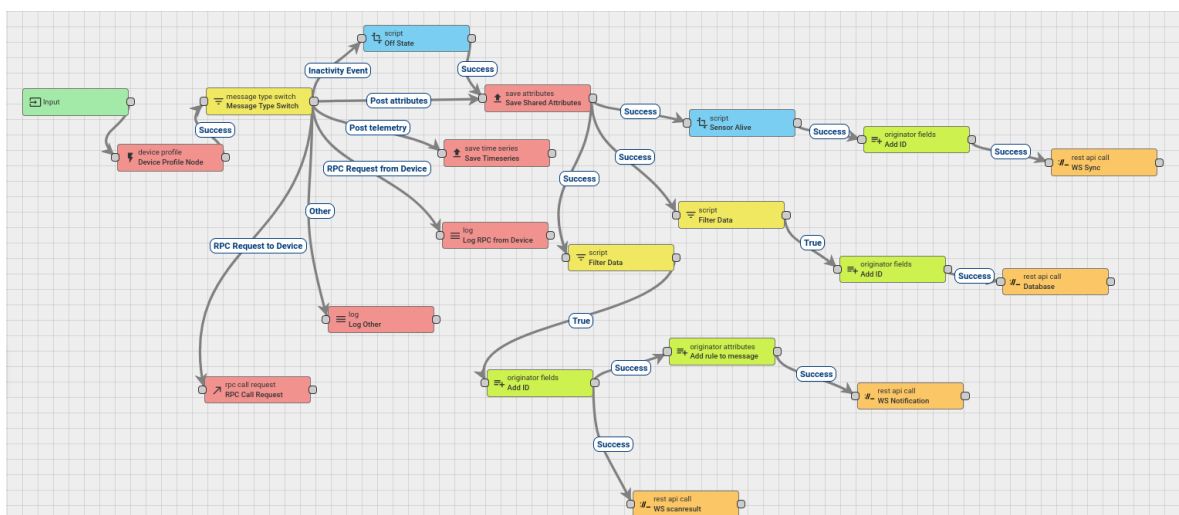 script
Off State
Inactivity Event
Success
Input
message type switch
Message Type Switch
Post attributes
save attributes
Save Shared Attributes
Success
script
Sensor Alive
Success
originator fields
Add ID
Success
rest api call
WS Sync
Success
device profile
Device Profile Node
Post telemetry
save time series
Save Timeseries
Success
RPC Request from Device
Success
Other
script
Filter Data
log
Log RPC from Device
RPC Request to Device
script
Filter Data
True
originator fields
Add ID
Success
rest api call
Database
log
Log Other
True
originator attributes
Add rule to message
Success
Success
rpc call request
RPC Call Request
originator fields
Add ID
rest api call
WS Notification
Success
rest api call
WS scanresult